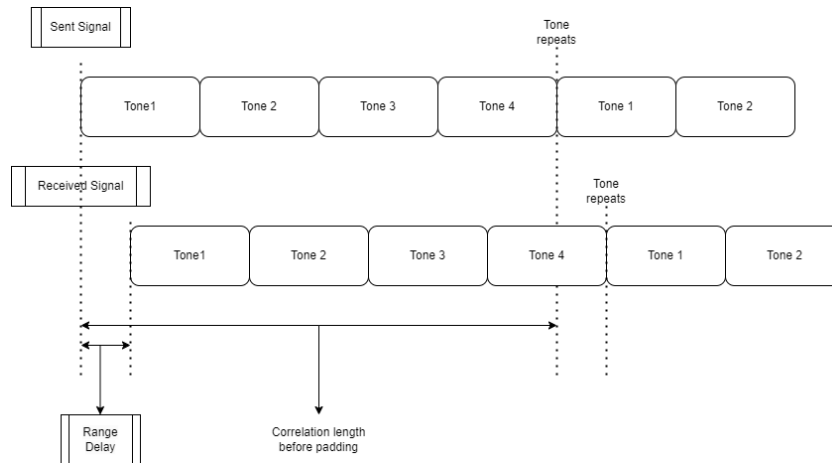 Sent Signal
Tone
repeats
Tone1
Tone 2
Tone 3
Tone 4
Tone 1
Tone 2
Received Signal
Tone
repeats
Tone1
Tone 2
Tone 3
Tone 4
Tone 1
Tone 2
Range
Delay
Correlation length
before padding